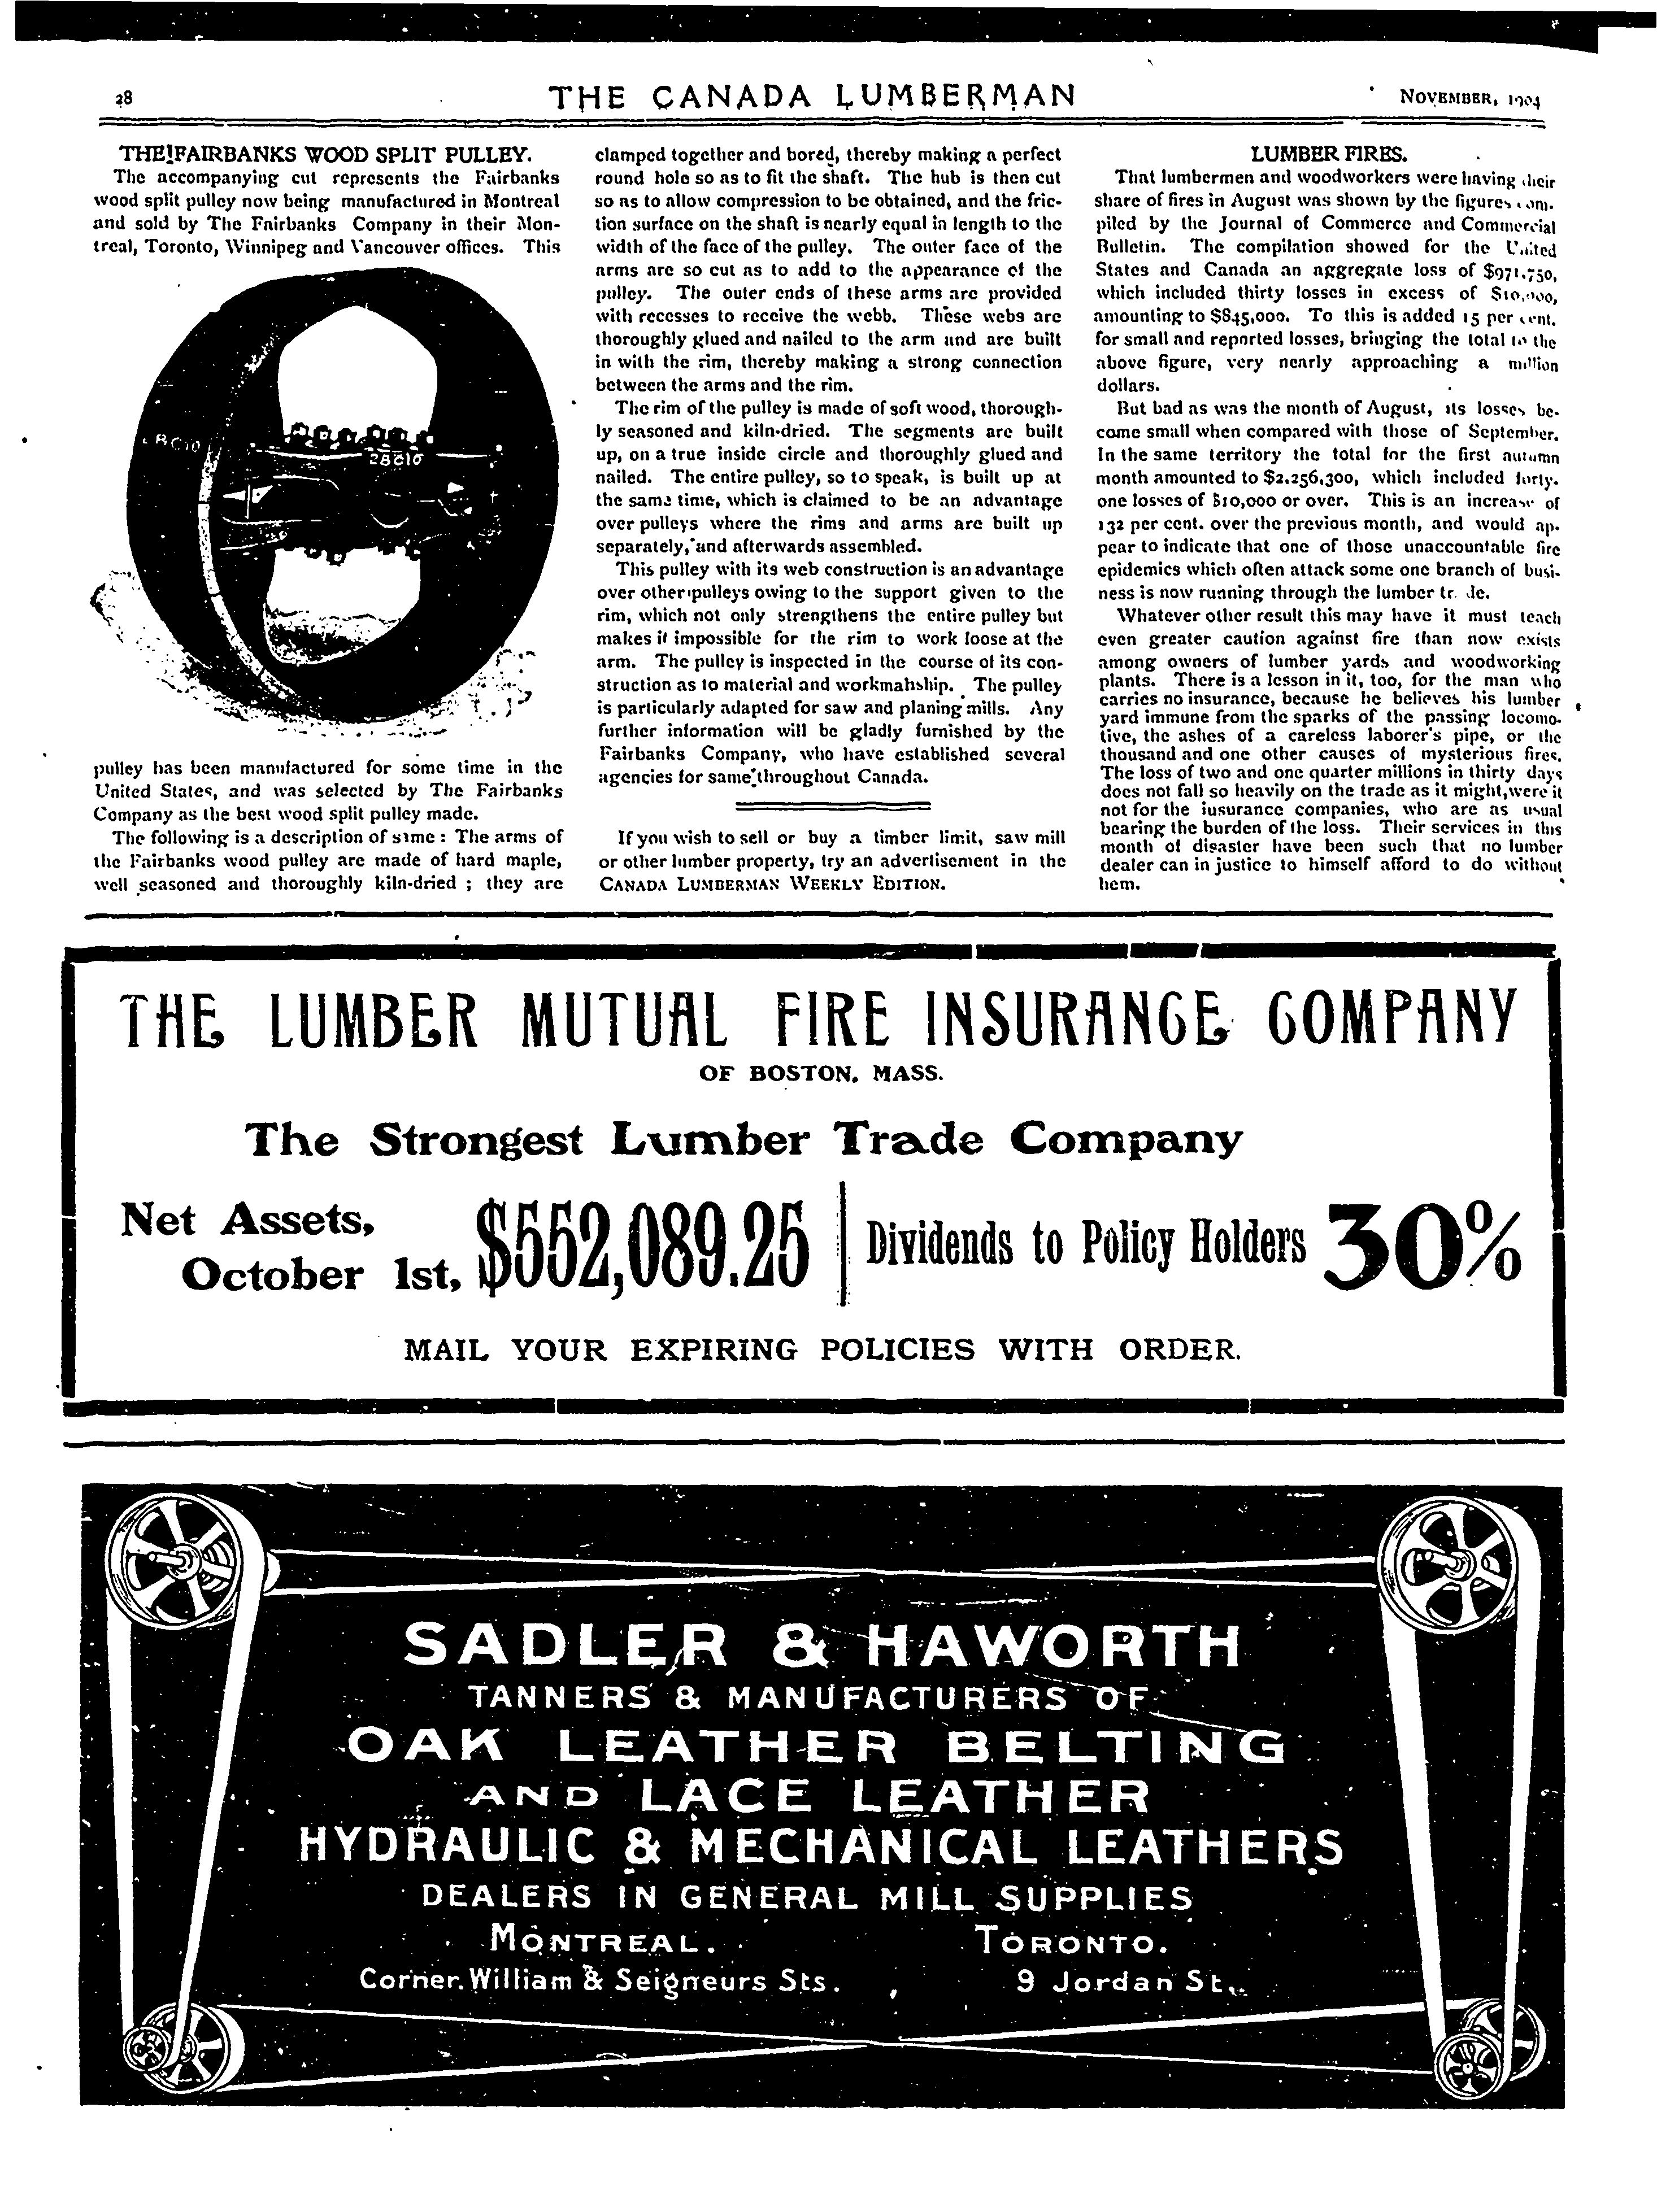 28
THE CANADA LUMBERMAN
NOVEMBER, 1904
THE FAIRBANKS WOOD SPLIT PULLEY.
The accompanying cut represents the Fairbanks
wood split pulley now being manufactured in Montreal
and sold by The Fairbanks Company in their Mon-
treal, Toronto, Winnipeg and Vancouver offices. This
28C10
pulley has been manufactured for some time in the
United States, and was selected by The Fairbanks
Company as the best wood split pulley made.
The following is a description of same : The arms of
the Fairbanks wood pulley are made of hard maple,
well seasoned and thoroughly kiln-dried ; they are
clamped together and bored, thereby making a perfect
round hole so as to fit the shaft. The hub is then cut
so as to allow compression to be obtained, and the fric-
tion surface on the shaft is nearly equal in length to the
width of the face of the pulley. The outer face of the
arms are so cut as to add to the appearance of the
pulley. The outer ends of these arms are provided
with recesses to receive the webb. These webs are
thoroughly glued and nailed to the arm and are built
in with the rim, thereby making a strong connection
between the arms and the rim.
The rim of the pulley is made of soft wood, thorough-
ly seasoned and kiln-dried. The segments are built
up, on a true inside circle and thoroughly glued and
nailed. The entire pulley, so to speak, is built up at
the same time, which is claimed to be an advantage
over pulleys where the rims and arms are built up
separately, and afterwards assembled.
This pulley with its web construction is an advantage
over other pulleys owing to the support given to the
rim, which not only strengthens the entire pulley but
makes it impossible for the rim to work loose at the
arm. The pulley is inspected in the course of its con-
struction as to material and workmahship. The pulley
is particularly adapted for saw and planing mills. Any
further information will be gladly furnished by the
Fairbanks Company, who have established several
agencies for same throughout Canada.
If you wish to sell or buy a timber limit, saw mill
or other lumber property, try an advertisement in the
CANADA LUMBERMAN WEEKLY EDITION.
LUMBER FIRES.
That lumbermen and woodworkers were having their
share of fires in August was shown by the figures com-
piled by the Journal of Commerce and Commercial
Bulletin. The compilation showed for the United
States and Canada an aggregate loss of $971,750,
which included thirty losses in excess of $10,000,
amounting to $845,000. To this is added 15 per cent.
for small and reported losses, bringing the total to the
above figure, very nearly approaching a million
dollars.
But bad as was the month of August, its losses be-
come small when compared with those of September.
In the same territory the total for the first autumn
month amounted to $2,256,300, which included forty-
one losses of $10,000 or over. This is an increase of
132 per cent. over the previous month, and would ap-
pear to indicate that one of those unaccountable fire
epidemics which often attack some one branch of busi-
ness is now running through the lumber trade.
Whatever other result this may have it must teach
even greater caution against fire than now exists
among owners of lumber yards and woodworking
plants. There is a lesson in it, too, for the man who
carries no insurance, because he believes his lumber
yard immune from the sparks of the passing locomo-
tive, the ashes of a careless laborer's pipe, or the
thousand and one other causes of mysterious fires.
The loss of two and one quarter millions in thirty days
does not fall so heavily on the trade as it might, were it
not for the iusurance companies, who are as usual
bearing the burden of the loss. Their services in this
month of disaster have been such that no lumber
dealer can in justice to himself afford to do without
hem.
THE LUMBER MUTUAL FIRE INSURANCE COMPANY
OF BOSTON, MASS.
The Strongest Lumber Trade Company
Net Assets,
October 1st, $552,089.25
Dividends to Policy Holders 30%
MAIL YOUR EXPIRING POLICIES WITH ORDER.
SADLER & HAWORTH
TANNERS & MANUFACTURERS OF
OAK LEATHER BELTING
AND LACE LEATHER
HYDRAULIC & MECHANICAL LEATHERS
DEALERS IN GENERAL MILL SUPPLIES
MONTREAL.
TORONTO.
Corner. William & Seigneurs Sts.
9 Jordan St.